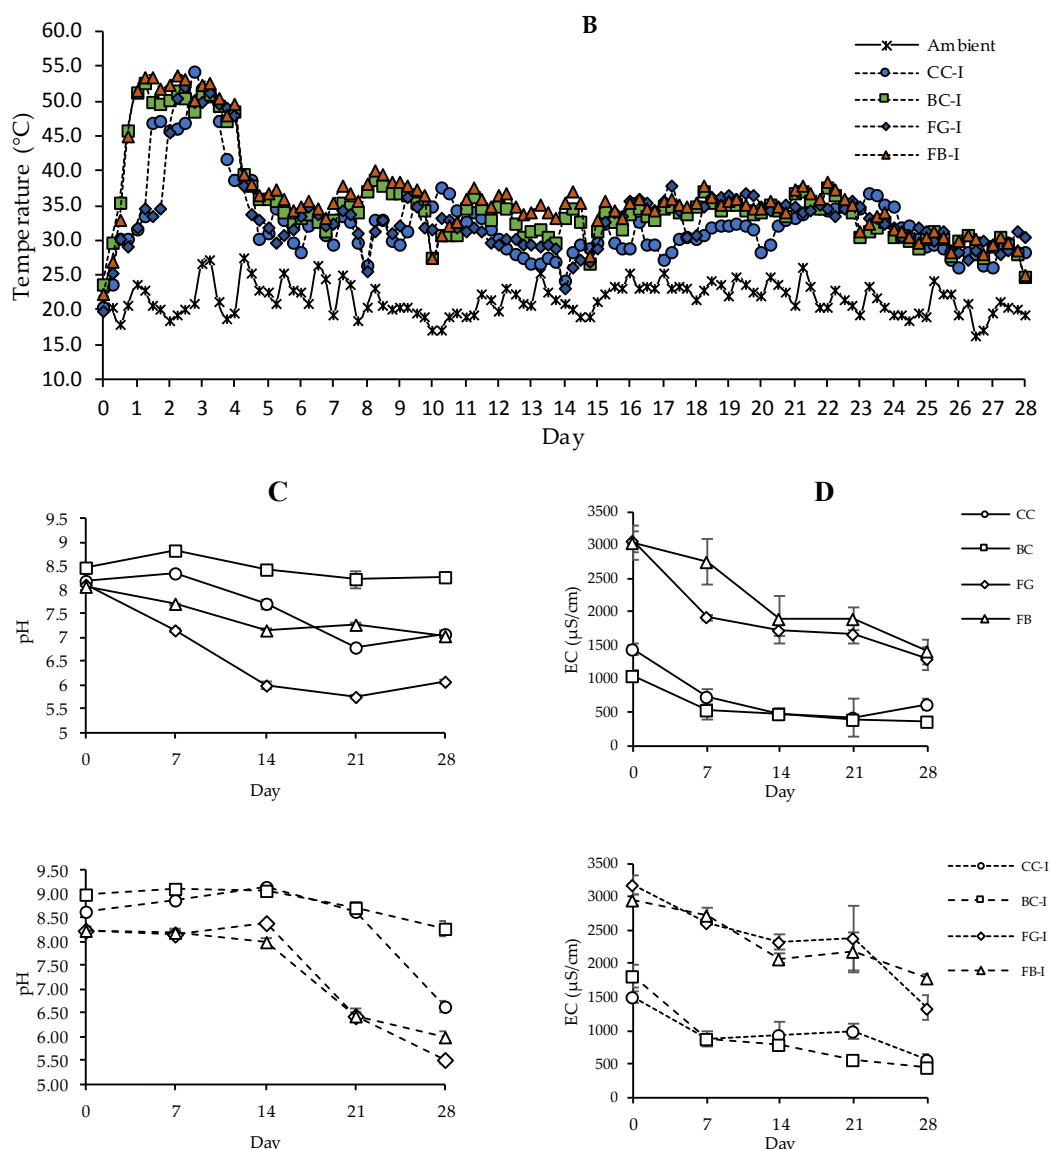 B
60.0
55.0
50.0
45.0
40.0
35.0
30.0
25.0
20.0
15.0
10.0
Temperature (°C)
Ambient
CC-I
BC-I
FG-I
FB-I
0 1 2 3 4 5 6 7 8 9 10 11 12 13 14 15 16 17 18 19 20 21 22 23 24 25 26 27 28
Day
C
9.5
9
8.5
8
7.5
7
6.5
6
5.5
5
pH
0 7 14 21 28
Day
D
3500
3000
2500
2000
1500
1000
500
0
EC (µS/cm)
0 7 14 21 28
Day
CC
BC
FG
FB
9.50
9.00
8.50
8.00
7.50
7.00
6.50
6.00
5.50
5.00
pH
0 7 14 21 28
Day
3500
3000
2500
2000
1500
1000
500
0
EC (µS/cm)
0 7 14 21 28
Day
CC-I
BC-I
FG-I
FB-I